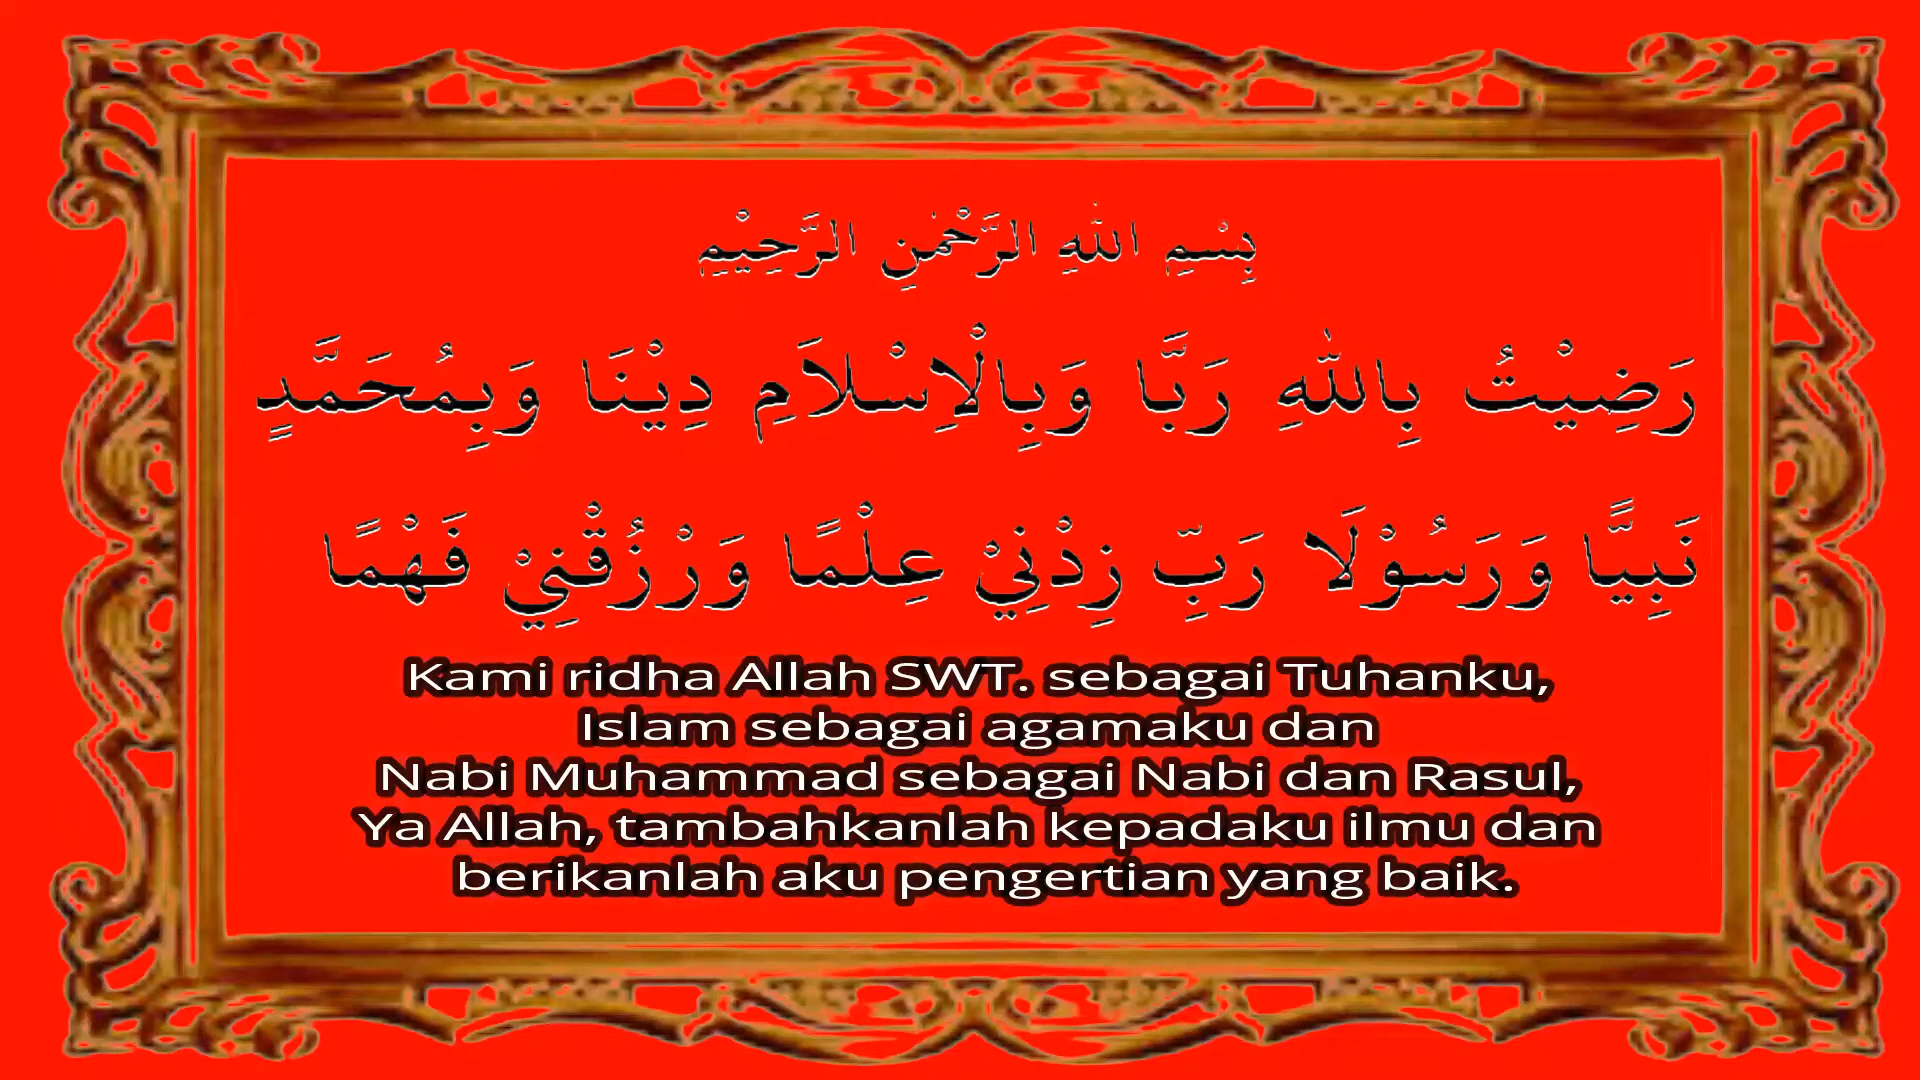 بِسْمِ اللهِ الرَّحْمٰنِ الرَّحِيْمِ
رَضِيْتُ بِاللهِ رَبَّا وَبِالْاِسْلَامِ دِيْنَا وَبِمُحَمَّدٍ
نَبِيًّا وَرَسُوْلَا رَبِّ زِدْنِيْ عِلْمًا وَرْزُقْنِيْ فَهْمًا
Kami ridha Allah SWT. sebagai Tuhanku,
Islam sebagai agamaku dan
Nabi Muhammad sebagai Nabi dan Rasul,
Ya Allah, tambahkanlah kepadaku ilmu dan
berikanlah aku pengertian yang baik.